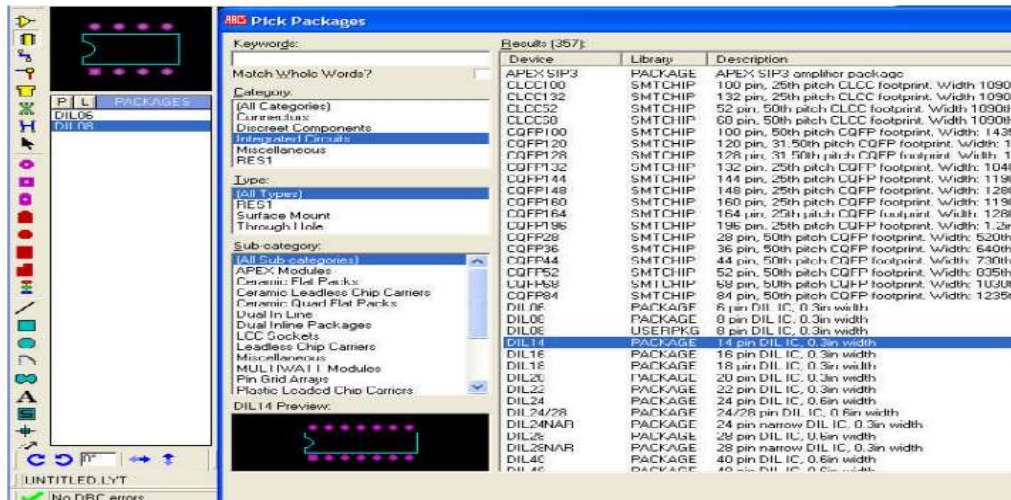 ARES Pick Packages
Keywords:
Match Whole Words?
Category:
(All Categories)
Connectors
Discreet Components
Integrated Circuits
Miscellaneous
RES1
Type:
(All Types)
RES1
Surface Mount
Through Hole
Sub-category:
(All Sub-categories)
APEX Modules
Ceramic Flat Packs
Ceramic Leadless Chip Carriers
Ceramic Quad Flat Packs
Dual In Line
Dual Inline Packages
LCC Sockets
Leadless Chip Carriers
Miscellaneous
MULTIWATT Modules
Pin Grid Arrays
Plastic Leaded Chip Carriers
DIL14 Preview:
P L PACKAGES
DIL06
DIL08
Results (357):
Device Library Description
APEX SIP3 PACKAGE APEX SIP3 amplifier package
CLCC100 SMTCHIP 100 pin, 25th pitch CLCC footprint. Width 1090
CLCC132 SMTCHIP 132 pin, 25th pitch CLCC footprint. Width 1090
CLCC52 SMTCHIP 52 pin, 50th pitch CLCC footprint. Width 1090th
CLCC68 SMTCHIP 68 pin, 50th pitch CLCC footprint. Width 1090th
CQFP100 SMTCHIP 100 pin, 50th pitch CQFP footprint. Width: 1435
CQFP120 SMTCHIP 120 pin, 31.50th pitch CQFP footprint. Width: 1
CQFP128 SMTCHIP 128 pin, 31.50th pitch CQFP footprint. Width: 1
CQFP132 SMTCHIP 132 pin, 25th pitch CQFP footprint. Width: 1040
CQFP144 SMTCHIP 144 pin, 25th pitch CQFP footprint. Width: 1190
CQFP148 SMTCHIP 148 pin, 25th pitch CQFP footprint. Width: 1280
CQFP160 SMTCHIP 160 pin, 25th pitch CQFP footprint. Width: 1190
CQFP164 SMTCHIP 164 pin, 25th pitch CQFP footprint. Width: 1280
CQFP196 SMTCHIP 196 pin, 25th pitch CQFP footprint. Width: 1.2in
CQFP28 SMTCHIP 28 pin, 50th pitch CQFP footprint. Width: 520th
CQFP36 SMTCHIP 36 pin, 50th pitch CQFP footprint. Width: 640th
CQFP44 SMTCHIP 44 pin, 50th pitch CQFP footprint. Width: 730th
CQFP52 SMTCHIP 52 pin, 50th pitch CQFP footprint. Width: 835th
CQFP68 SMTCHIP 68 pin, 50th pitch CQFP footprint. Width: 1030th
CQFP84 SMTCHIP 84 pin, 50th pitch CQFP footprint. Width: 1235th
DIL06 PACKAGE 6 pin DIL IC, 0.3in width
DIL08 PACKAGE 8 pin DIL IC, 0.3in width
DIL08 USERPKG 8 pin DIL IC, 0.3in width
DIL14 PACKAGE 14 pin DIL IC, 0.3in width
DIL16 PACKAGE 16 pin DIL IC, 0.3in width
DIL18 PACKAGE 18 pin DIL IC, 0.3in width
DIL20 PACKAGE 20 pin DIL IC, 0.3in width
DIL22 PACKAGE 22 pin DIL IC, 0.3in width
DIL24 PACKAGE 24 pin DIL IC, 0.6in width
DIL24/28 PACKAGE 24/28 pin DIL IC, 0.6in width
DIL24NAR PACKAGE 24 pin narrow DIL IC, 0.3in width
DIL28 PACKAGE 28 pin DIL IC, 0.6in width
DIL28NAR PACKAGE 28 pin narrow DIL IC, 0.3in width
DIL40 PACKAGE 40 pin DIL IC, 0.6in width
A
0°
UNTITLED.LYT
No DRC errors